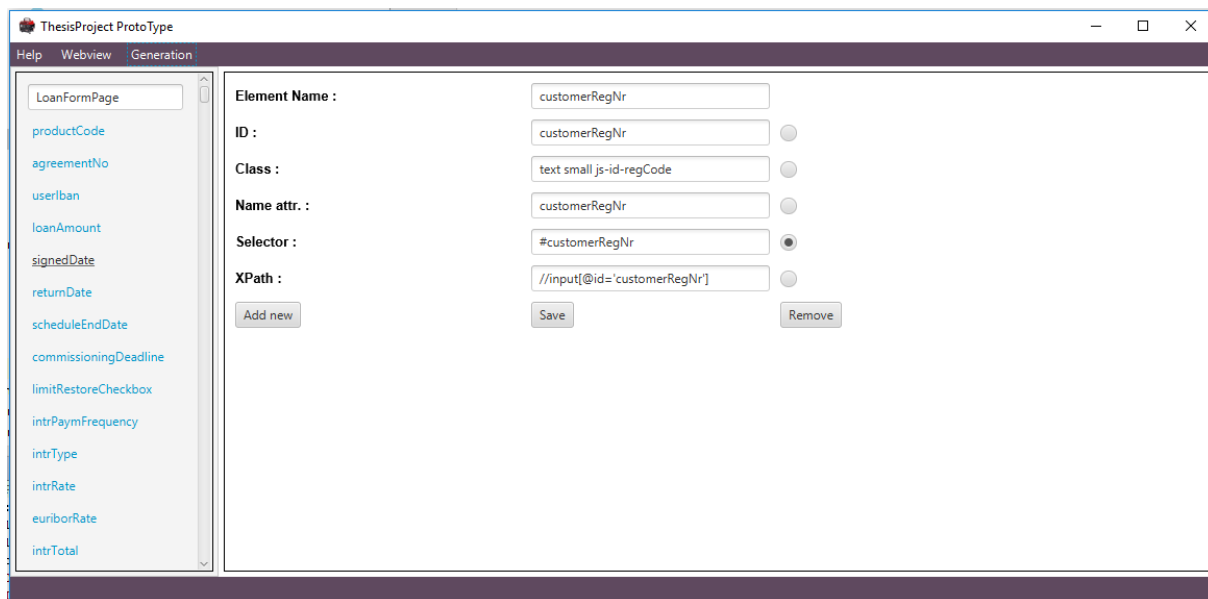 ThesisProject ProtoType
Help Webview Generation
LoanFormPage
productCode
agreementNo
userIban
loanAmount
signedDate
returnDate
scheduleEndDate
commissioningDeadline
limitRestoreCheckbox
intrPaymFrequency
intrType
intrRate
euriborRate
intrTotal
Element Name : customerRegNr
ID : customerRegNr
Class : text small js-id-regCode
Name attr. : customerRegNr
Selector : #customerRegNr
XPath : //input[@id='customerRegNr']
Add new Save Remove